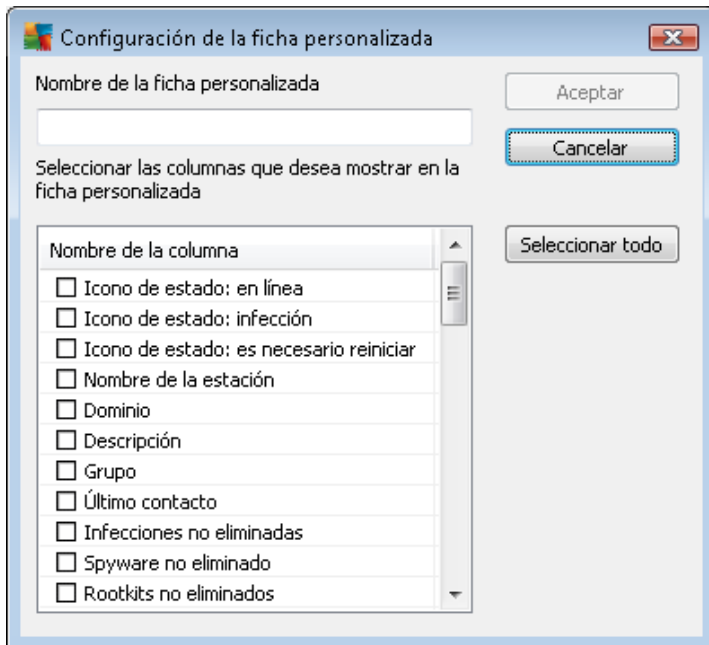 Configuración de la ficha personalizada
Nombre de la ficha personalizada
Aceptar
Cancelar
Seleccionar las columnas que desea mostrar en la
ficha personalizada
Seleccionar todo
Nombre de la columna
Icono de estado: en línea
Icono de estado: infección
Icono de estado: es necesario reiniciar
Nombre de la estación
Dominio
Descripción
Grupo
Último contacto
Infecciones no eliminadas
Spyware no eliminado
Rootkits no eliminados